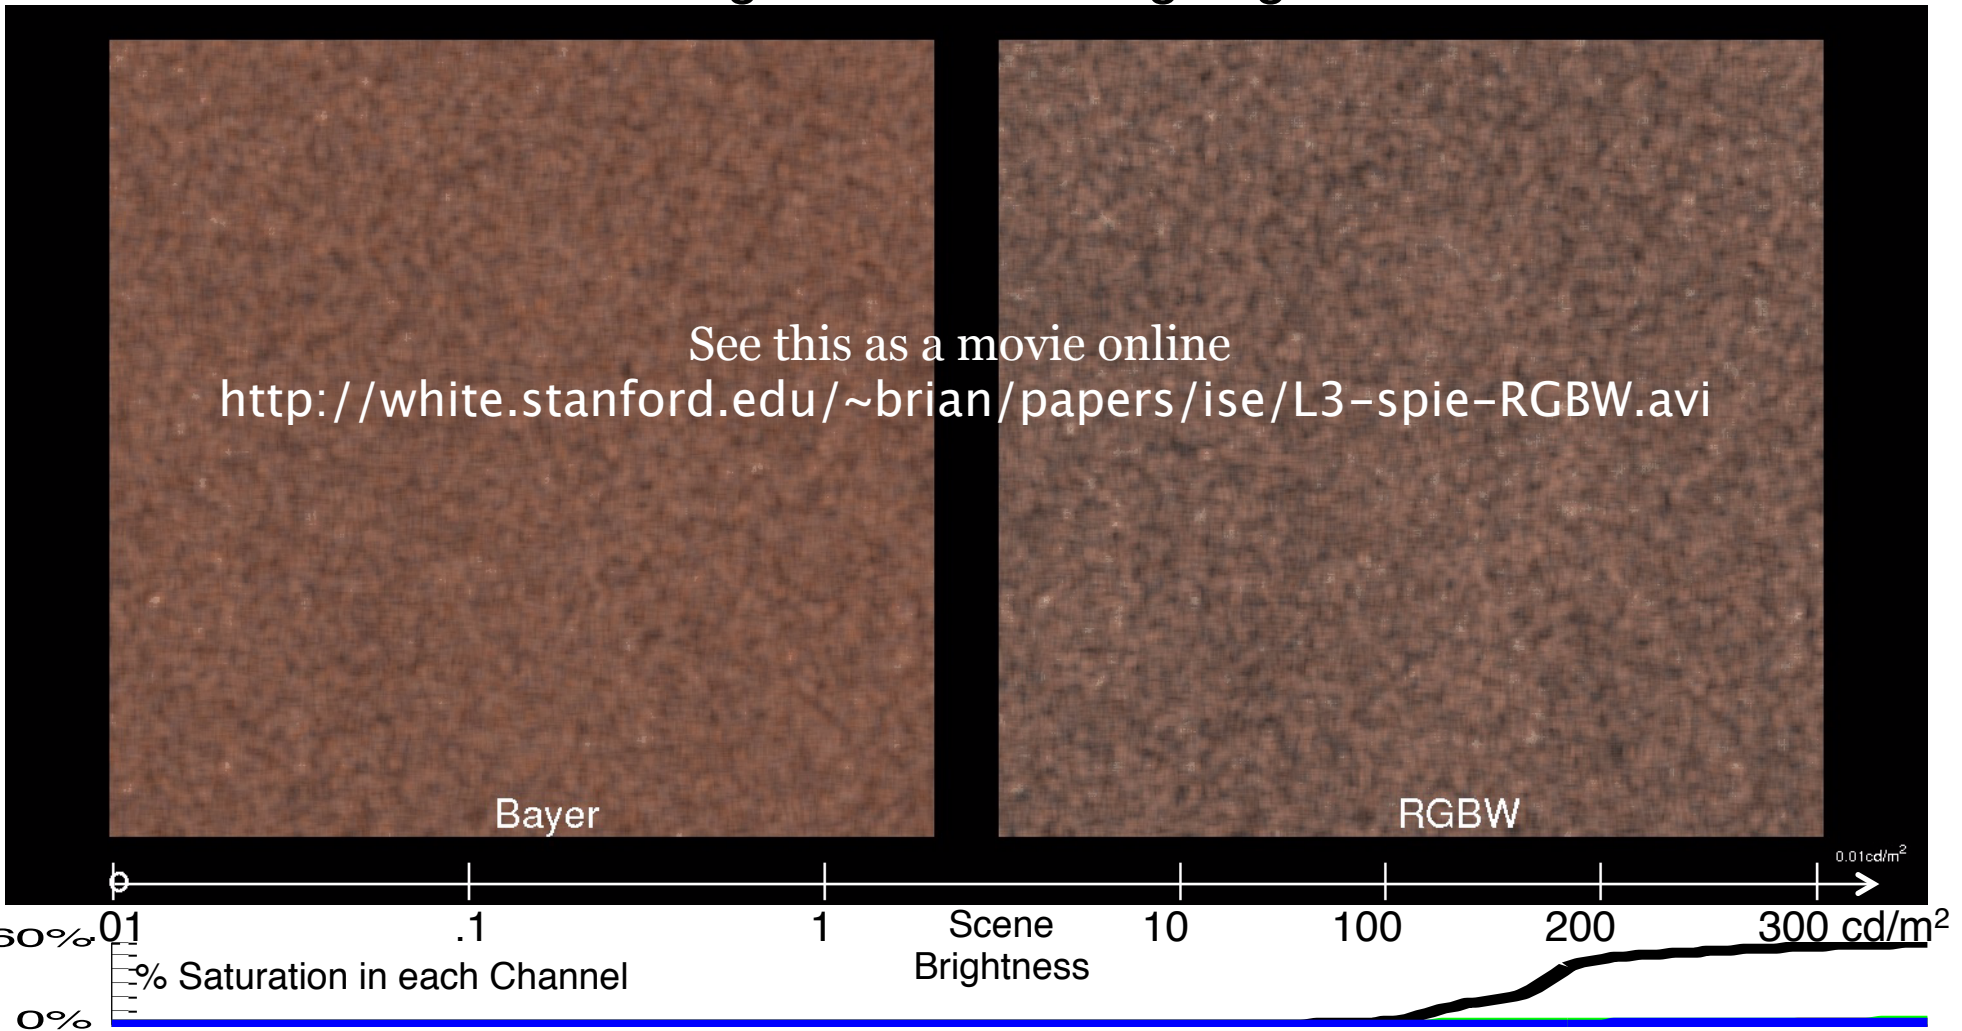 See this as a movie online
http://white.stanford.edu/~brian/papers/ise/L3-spie-RGBW.avi
Bayer
RGBW
0.01cd/m²
.01 .1 1 Scene Brightness 10 100 200 300 cd/m²
60%
% Saturation in each Channel
0%